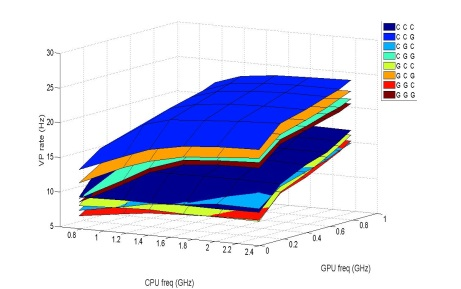 30
25
20
15
10
5
VP rate (Hz)
0.8 1 1.2 1.4 1.6 1.8 2 2.2 2.4
CPU freq (GHz)
0 0.2 0.4 0.6 0.8 1
GPU freq (GHz)
C C C
C C G
C G C
C G G
G C C
G C G
G G C
G G G